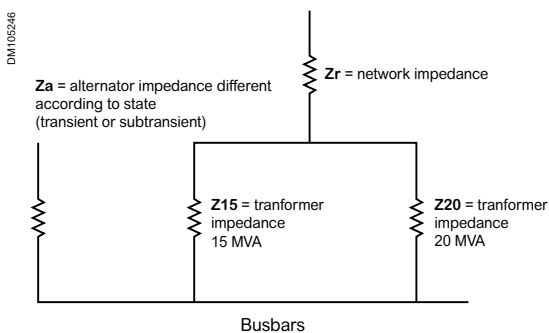 DM105246
Zr = network impedance
Za = alternator impedance different
according to state
(transient or subtransient)
Z15 = tranformer
impedance
15 MVA
Z20 = tranformer
impedance
20 MVA
Busbars